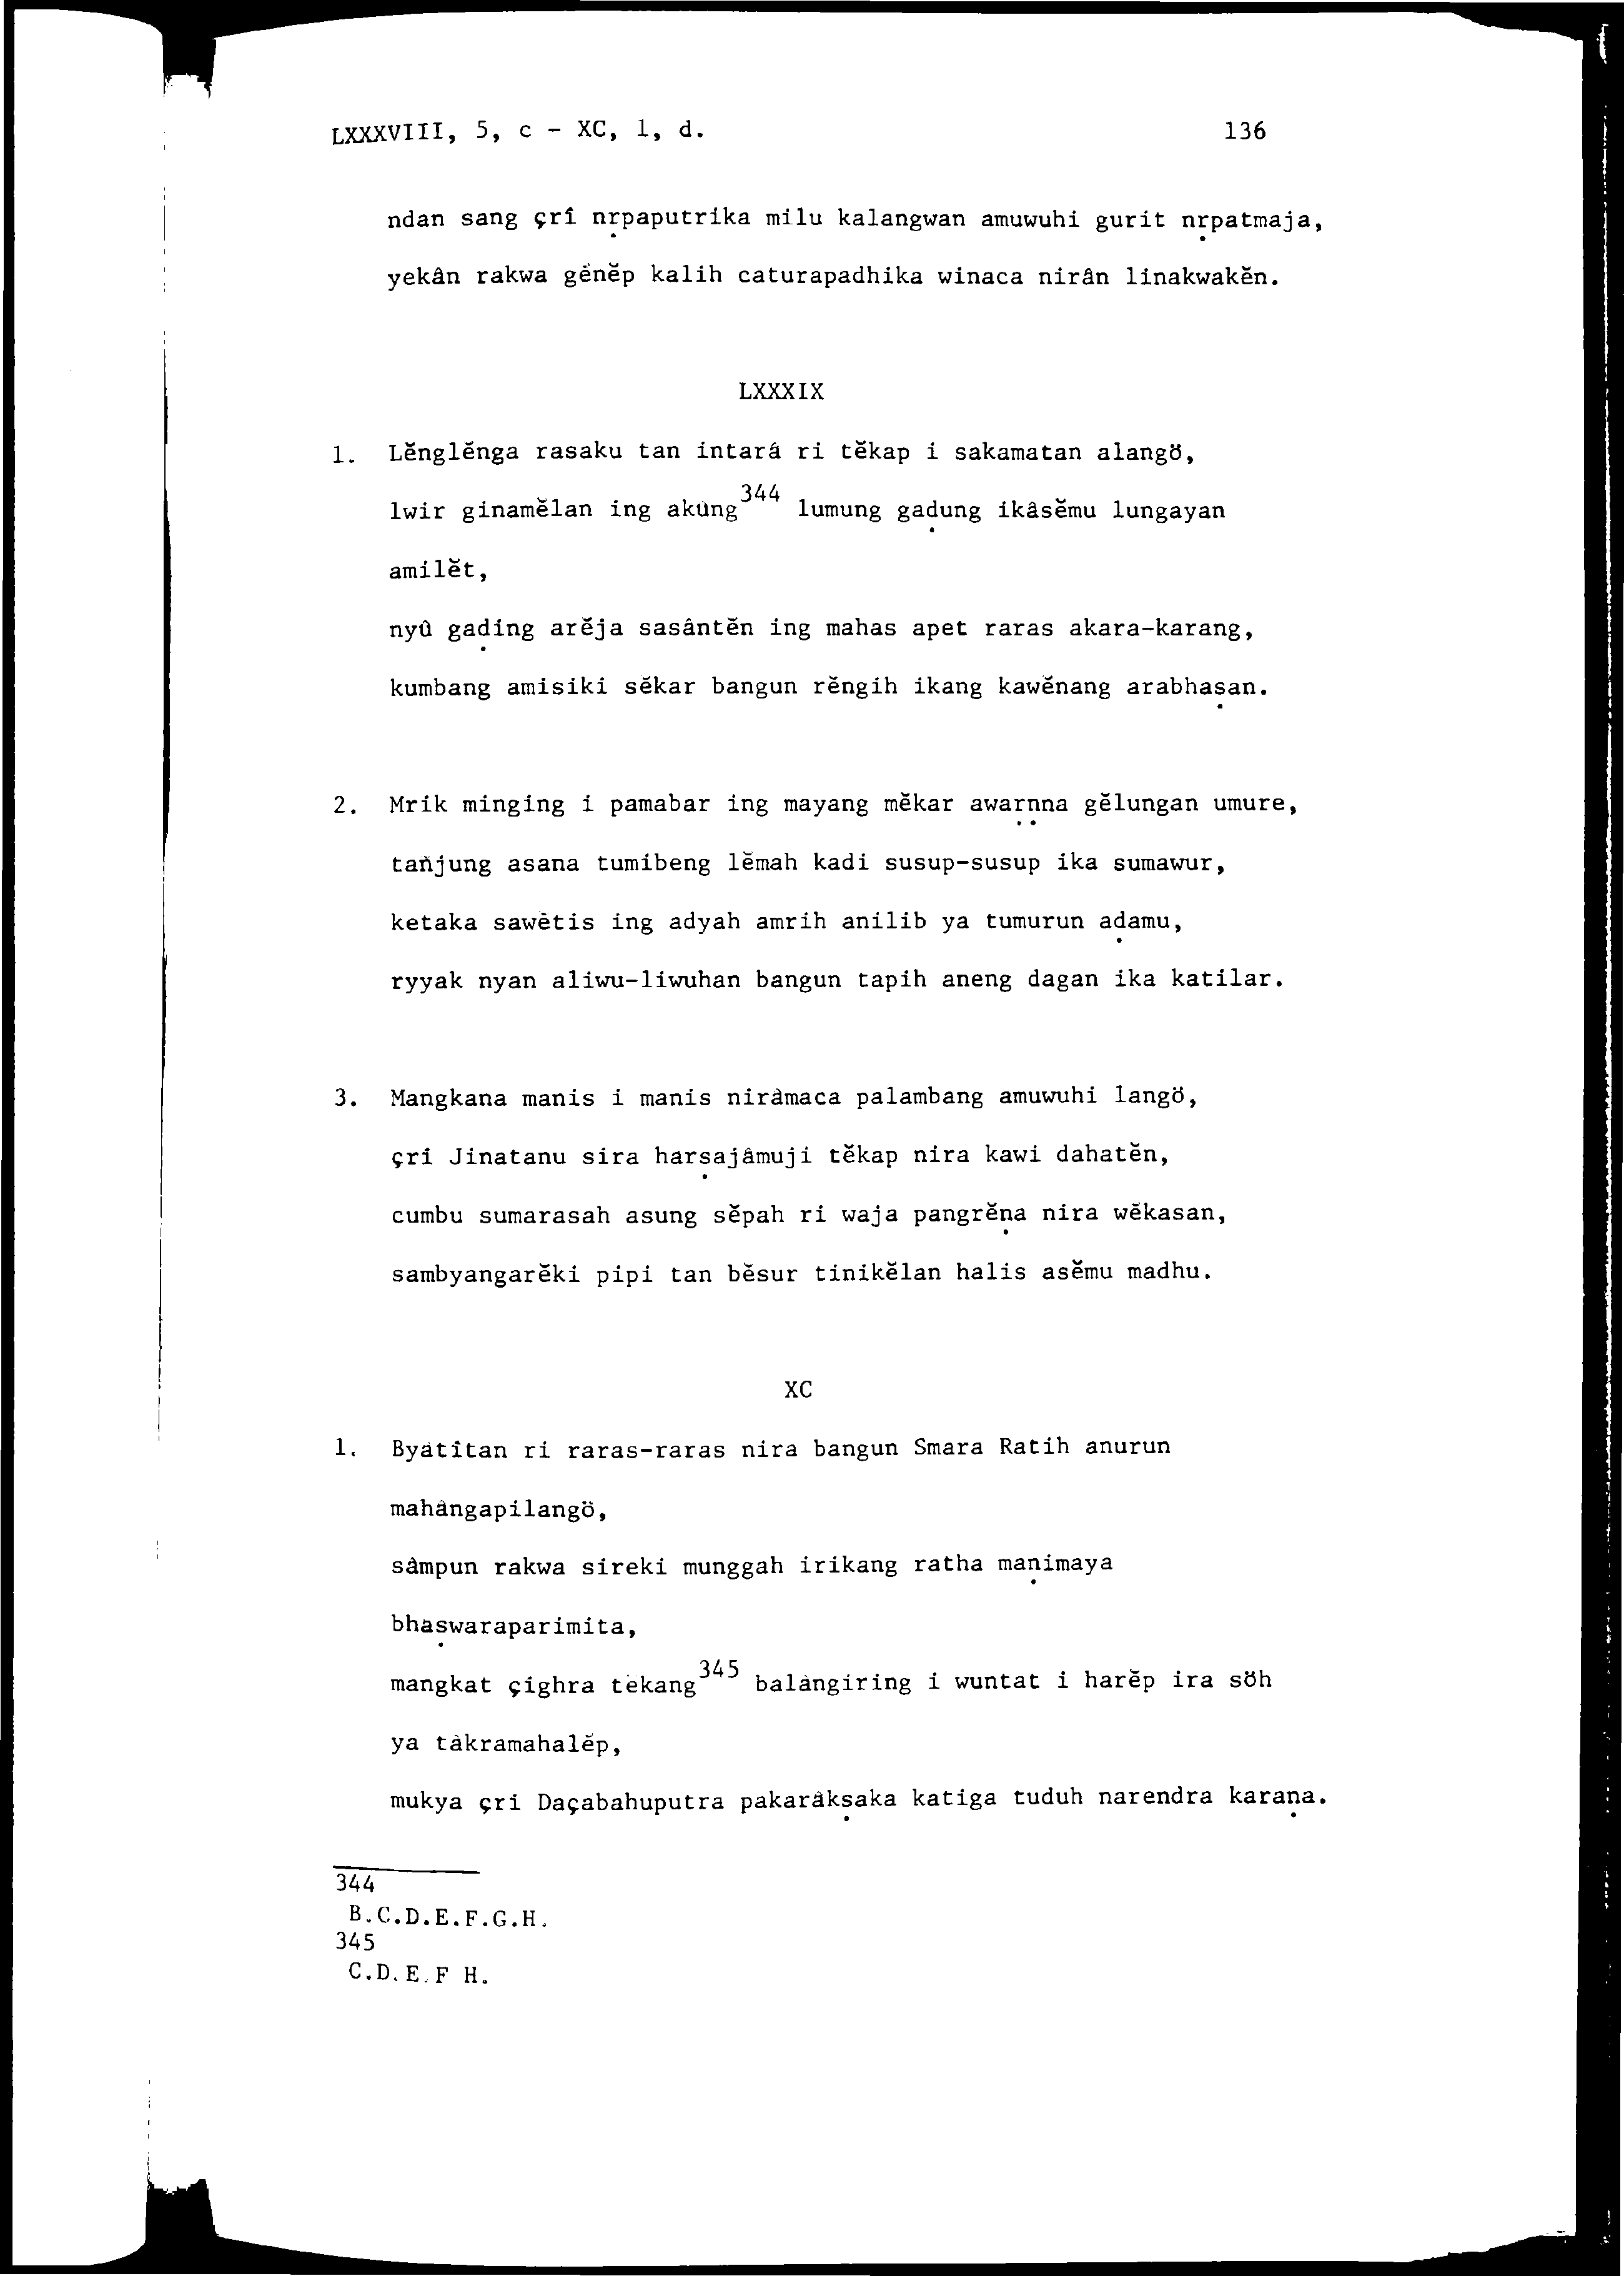 LXXXVIII, 5, c - XC, 1, d. 136
ndan sang çrî nṛpaputrika milu kalangwan amuwuhi gurit nṛpatmaja,
yekân rakwa gĕnĕp kalih caturapadhika winaca nirân linakwakĕn.
LXXXIX
1. Lĕnglĕnga rasaku tan intarâ ri tĕkap i sakamatan alangö,
lwir ginamĕlan ing akûng³⁴⁴ lumung gaḍung ikâsĕmu lungayan
amilĕt,
nyû gaḍing arĕja sasântĕn ing mahas apet raras akara-karang,
kumbang amisiki sĕkar bangun rĕngih ikang kawĕnang arabhaṣan.
2. Mrik minging i pamabar ing mayang mĕkar awarṇṇa gĕlungan umure,
tañjung asana tumibeng lĕmah kadi susup-susup ika sumawur,
ketaka sawĕtis ing adyah amrih anilib ya tumurun aḍamu,
ryyak nyan aliwu-liwuhan bangun tapih aneng dagan ika katilar.
3. Mangkana manis i manis nirâmaca palambang amuwuhi langö,
çrî Jinatanu sira harṣajâmuji tĕkap nira kawi dahatĕn,
cumbu sumarasah asung sĕpah ri waja pangrĕṇa nira wĕkasan,
sambyangarĕki pipi tan bĕsur tinikĕlan halis asĕmu madhu.
XC
1. Byâtîtan ri raras-raras nira bangun Smara Ratih anurun
mahângapilangö,
sâmpun rakwa sireki munggah irikang ratha maṇimaya
bhaṣwaraparimita,
mangkat çighra tĕkang³⁴⁵ balângiring i wuntat i harĕp ira söh
ya tâkramahalĕp,
mukya çri Daçabahuputra pakarâkṣaka katiga tuduh narendra karaṇa.
344
B.C.D.E.F.G.H.
345
C.D.E.F H.